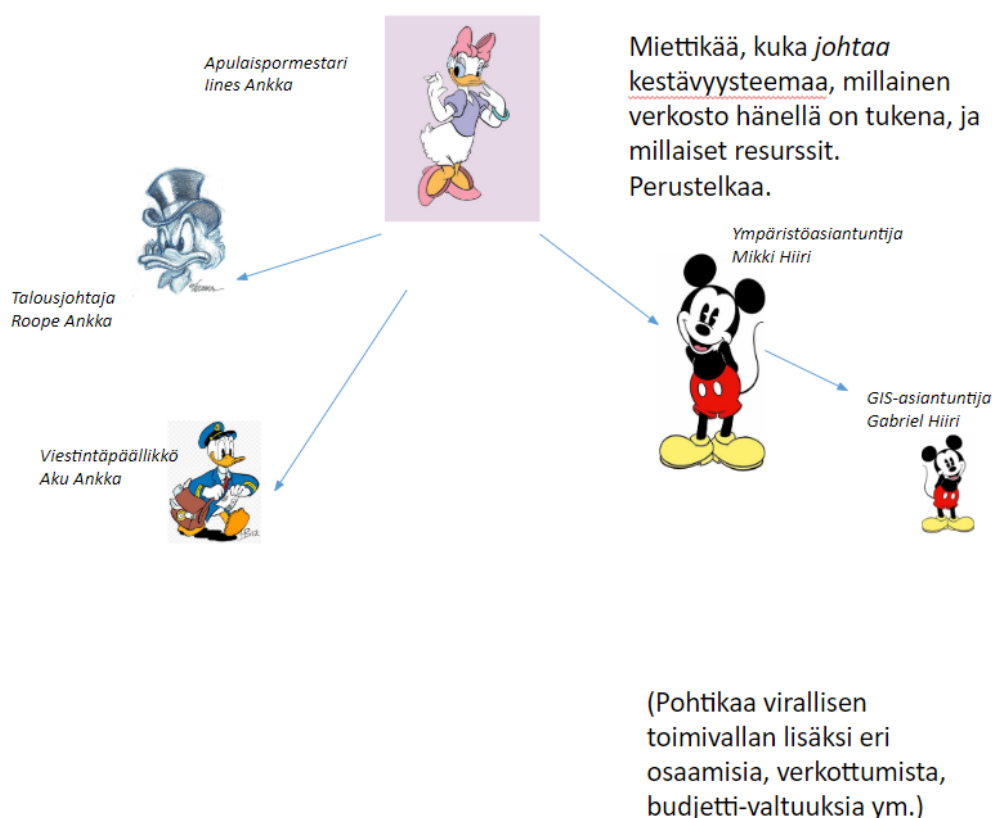 Apulaispormestari
Iines Ankka
Miettikää, kuka johtaa
kestävyysteemaa, millainen
verkosto hänellä on tukena, ja
millaiset resurssit.
Perustelkaa.
Ympäristöasiantuntija
Mikki Hiiri
Talousjohtaja
Roope Ankka
GIS-asiantuntija
Gabriel Hiiri
Viestintäpäällikkö
Aku Ankka
(Pohtikaa virallisen
toimivallan lisäksi eri
osaamisia, verkottumista,
budjetti-valtuuksia ym.)